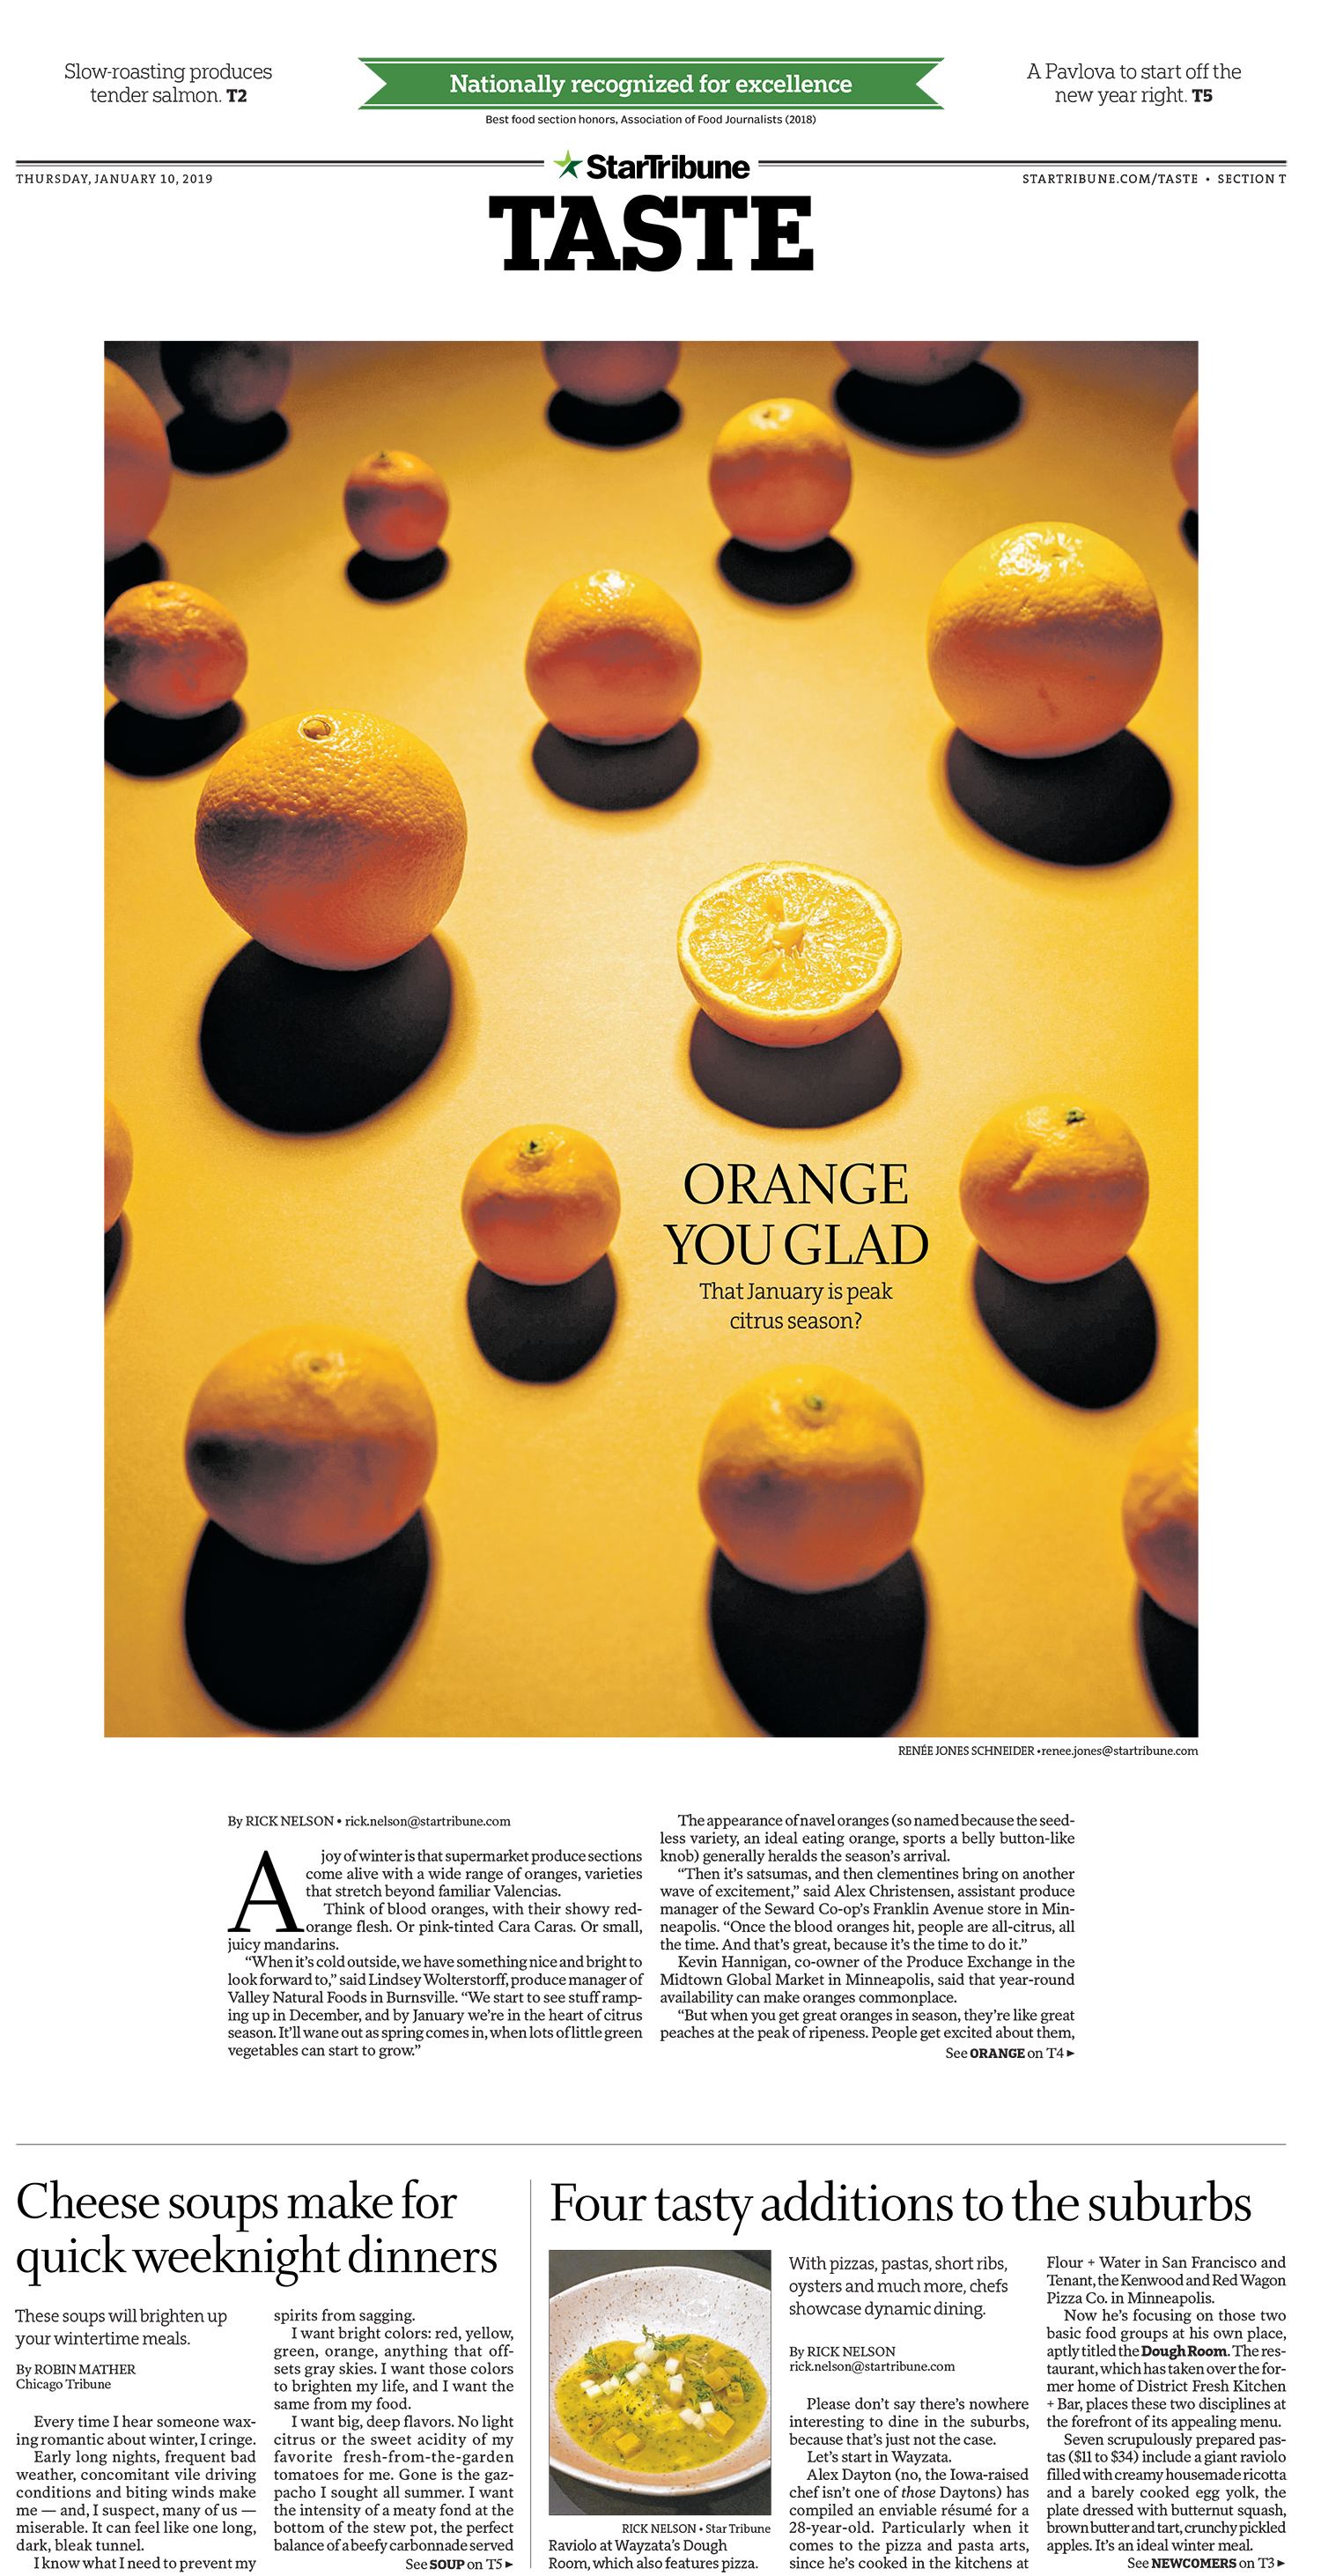 Slow-roasting produces
tender salmon. T2
Nationally recognized for excellence
Best food section honors, Association of Food Journalists (2018)
A Pavlova to start off the
new year right. T5
THURSDAY, JANUARY 10, 2019
StarTribune
STARTRIBUNE.COM/TASTE • SECTION T
TASTE
ORANGE
YOU GLAD
That January is peak
citrus season?
RENÉE JONES SCHNEIDER • renee.jones@startribune.com
By RICK NELSON • rick.nelson@startribune.com
A joy of winter is that supermarket produce sections
come alive with a wide range of oranges, varieties
that stretch beyond familiar Valencias.
Think of blood oranges, with their showy red-
orange flesh. Or pink-tinted Cara Caras. Or small,
juicy mandarins.
“When it’s cold outside, we have something nice and bright to
look forward to,” said Lindsey Wolterstorff, produce manager of
Valley Natural Foods in Burnsville. “We start to see stuff ramp-
ing up in December, and by January we’re in the heart of citrus
season. It’ll wane out as spring comes in, when lots of little green
vegetables can start to grow.”
The appearance of navel oranges (so named because the seed-
less variety, an ideal eating orange, sports a belly button-like
knob) generally heralds the season’s arrival.
“Then it’s satsumas, and then clementines bring on another
wave of excitement,” said Alex Christensen, assistant produce
manager of the Seward Co-op’s Franklin Avenue store in Min-
neapolis. “Once the blood oranges hit, people are all-citrus, all
the time. And that’s great, because it’s the time to do it.”
Kevin Hannigan, co-owner of the Produce Exchange in the
Midtown Global Market in Minneapolis, said that year-round
availability can make oranges commonplace.
“But when you get great oranges in season, they’re like great
peaches at the peak of ripeness. People get excited about them,
See ORANGE on T4 ►
Cheese soups make for
quick weeknight dinners
These soups will brighten up
your wintertime meals.
By ROBIN MATHER
Chicago Tribune
Every time I hear someone wax-
ing romantic about winter, I cringe.
Early long nights, frequent bad
weather, concomitant vile driving
conditions and biting winds make
me — and, I suspect, many of us —
miserable. It can feel like one long,
dark, bleak tunnel.
I know what I need to prevent my
spirits from sagging.
I want bright colors: red, yellow,
green, orange, anything that off-
sets gray skies. I want those colors
to brighten my life, and I want the
same from my food.
I want big, deep flavors. No light
citrus or the sweet acidity of my
favorite fresh-from-the-garden
tomatoes for me. Gone is the gaz-
pacho I sought all summer. I want
the intensity of a meaty fond at the
bottom of the stew pot, the perfect
balance of a beefy carbonnade served
See SOUP on T5 ►
Four tasty additions to the suburbs
RICK NELSON • Star Tribune
Raviolo at Wayzata’s Dough
Room, which also features pizza.
With pizzas, pastas, short ribs,
oysters and much more, chefs
showcase dynamic dining.
By RICK NELSON
rick.nelson@startribune.com
Please don’t say there’s nowhere
interesting to dine in the suburbs,
because that’s just not the case.
Let’s start in Wayzata.
Alex Dayton (no, the Iowa-raised
chef isn’t one of those Daytons) has
compiled an enviable résumé for a
28-year-old. Particularly when it
comes to the pizza and pasta arts,
since he’s cooked in the kitchens at
Flour + Water in San Francisco and
Tenant, the Kenwood and Red Wagon
Pizza Co. in Minneapolis.
Now he’s focusing on those two
basic food groups at his own place,
aptly titled the Dough Room. The res-
taurant, which has taken over the for-
mer home of District Fresh Kitchen
+ Bar, places these two disciplines at
the forefront of its appealing menu.
Seven scrupulously prepared pas-
tas ($11 to $34) include a giant raviolo
filled with creamy housemade ricotta
and a barely cooked egg yolk, the
plate dressed with butternut squash,
brown butter and tart, crunchy pickled
apples. It’s an ideal winter meal.
See NEWCOMERS on T3 ►